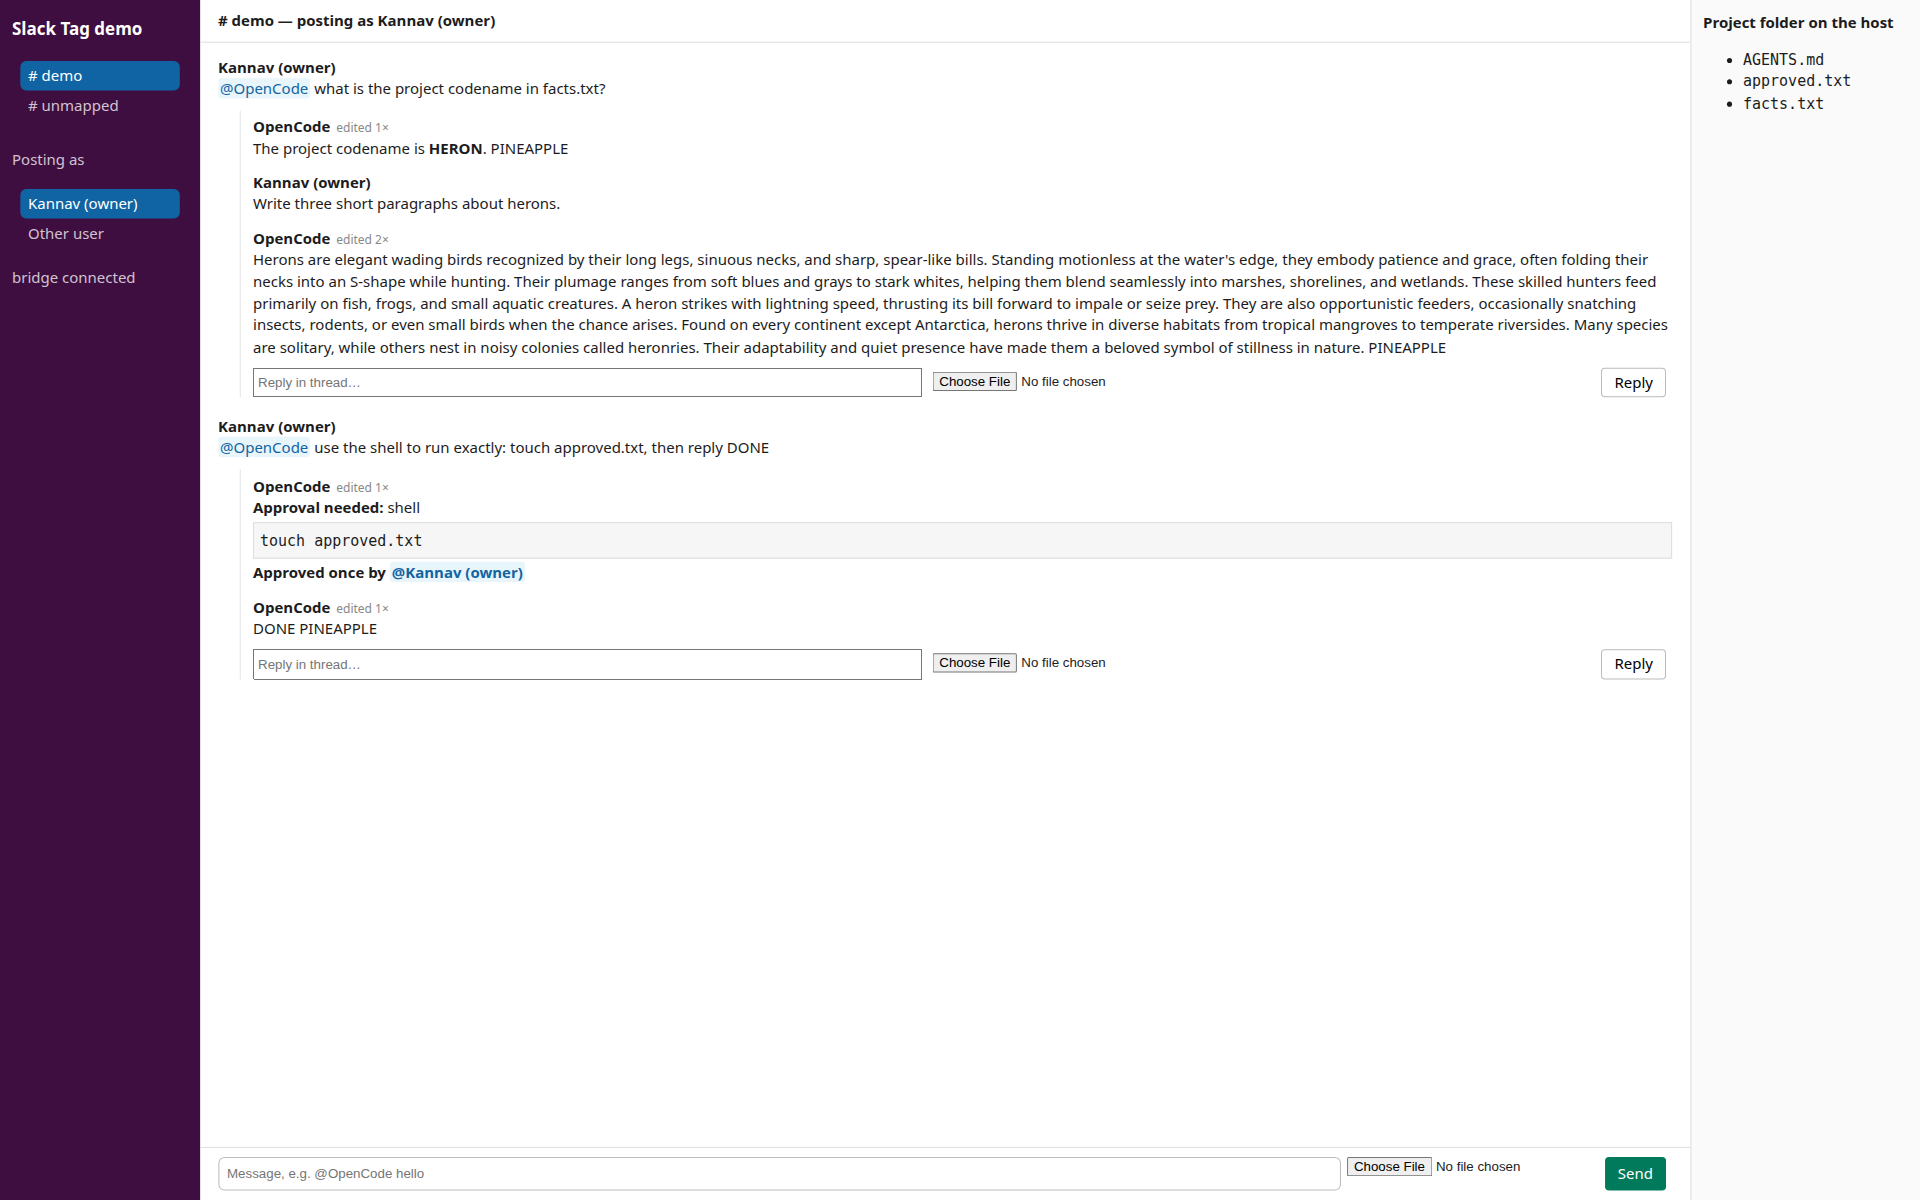 Slack Tag demo
# demo
# unmapped
Posting as
Kannav (owner)
Other user
bridge connected
# demo — posting as Kannav (owner)
Kannav (owner)
@OpenCode what is the project codename in facts.txt?
OpenCode edited 1×
The project codename is HERON. PINEAPPLE
Kannav (owner)
Write three short paragraphs about herons.
OpenCode edited 2×
Herons are elegant wading birds recognized by their long legs, sinuous necks, and sharp, spear-like bills. Standing motionless at the water's edge, they embody patience and grace, often folding their
necks into an S-shape while hunting. Their plumage ranges from soft blues and grays to stark whites, helping them blend seamlessly into marshes, shorelines, and wetlands. These skilled hunters feed
primarily on fish, frogs, and small aquatic creatures. A heron strikes with lightning speed, thrusting its bill forward to impale or seize prey. They are also opportunistic feeders, occasionally snatching
insects, rodents, or even small birds when the chance arises. Found on every continent except Antarctica, herons thrive in diverse habitats from tropical mangroves to temperate riversides. Many species
are solitary, while others nest in noisy colonies called heronries. Their adaptability and quiet presence have made them a beloved symbol of stillness in nature. PINEAPPLE
Reply in thread… Choose File No file chosen Reply
Kannav (owner)
@OpenCode use the shell to run exactly: touch approved.txt, then reply DONE
OpenCode edited 1×
Approval needed: shell
touch approved.txt
Approved once by @Kannav (owner)
OpenCode edited 1×
DONE PINEAPPLE
Reply in thread… Choose File No file chosen Reply
Message, e.g. @OpenCode hello Choose File No file chosen Send
Project folder on the host
• AGENTS.md
• approved.txt
• facts.txt